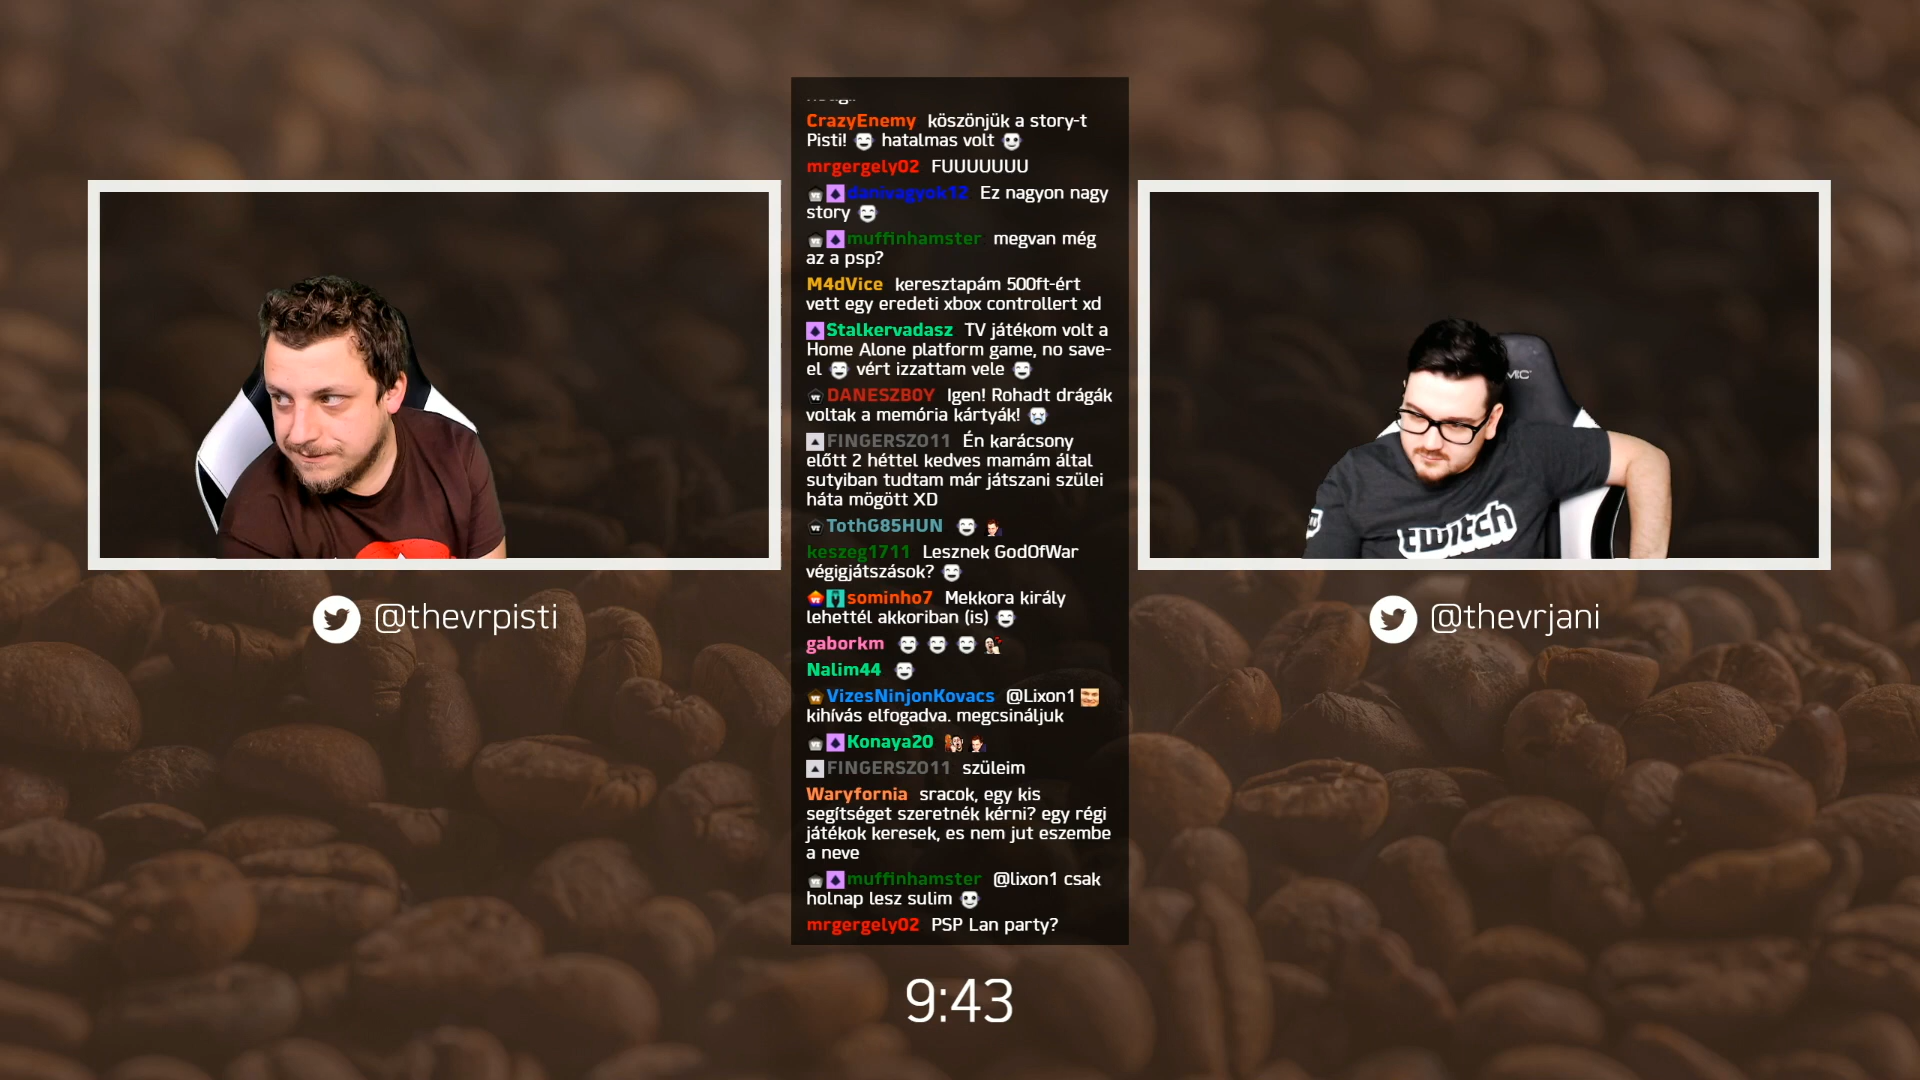 CrazyEnemy köszönjük a story-t
Pisti! hatalmas volt
mrgergely02 FUUUUUUU
danivagyok12 Ez nagyon nagy
story
muffinhamster megvan még
az a psp?
M4dVice keresztapám 500ft-ért
vett egy eredeti xbox controllert xd
Stalkervadasz TV játékom volt a
Home Alone platform game, no save-
el vért izzattam vele
DANESZB0Y Igen! Rohadt drágák
voltak a memória kártyák!
FINGERSZ011 Én karácsony
előtt 2 héttel kedves mamám által
sutyiban tudtam már játszani szülei
háta mögött XD
TothG85HUN
keszeg1711 Lesznek GodOfWar
végigjátszások?
sominho7 Mekkora király
lehettél akkoriban (is)
gaborkm
Nalim44
VizesNinjonKovacs @Lixon1
kihívás elfogadva. megcsináljuk
Konaya20
FINGERSZ011 szüleim
Waryfornia sracok, egy kis
segítséget szeretnék kérni? egy régi
játékok keresek, es nem jut eszembe
a neve
muffinhamster @lixon1 csak
holnap lesz sulim
mrgergely02 PSP Lan party?
9:43
@thevrpisti
@thevrjani
twitch